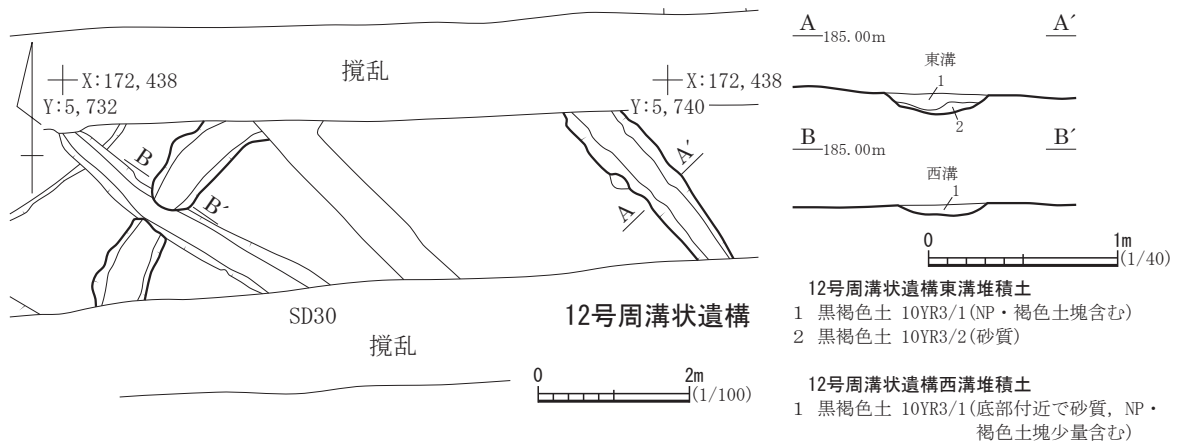 撹乱
X:172,438
Y:5,732
X:172,438
Y:5,740
B
B´
A´
A
SD30
12号周溝状遺構
撹乱
0 2m
(1/100)
A A´
185.00m
東溝
1
2
B B´
185.00m
西溝
1
0 1m
(1/40)
12号周溝状遺構東溝堆積土
1 黒褐色土 10YR3/1(NP・褐色土塊含む)
2 黒褐色土 10YR3/2(砂質)
12号周溝状遺構西溝堆積土
1 黒褐色土 10YR3/1(底部付近で砂質，NP・
褐色土塊少量含む)